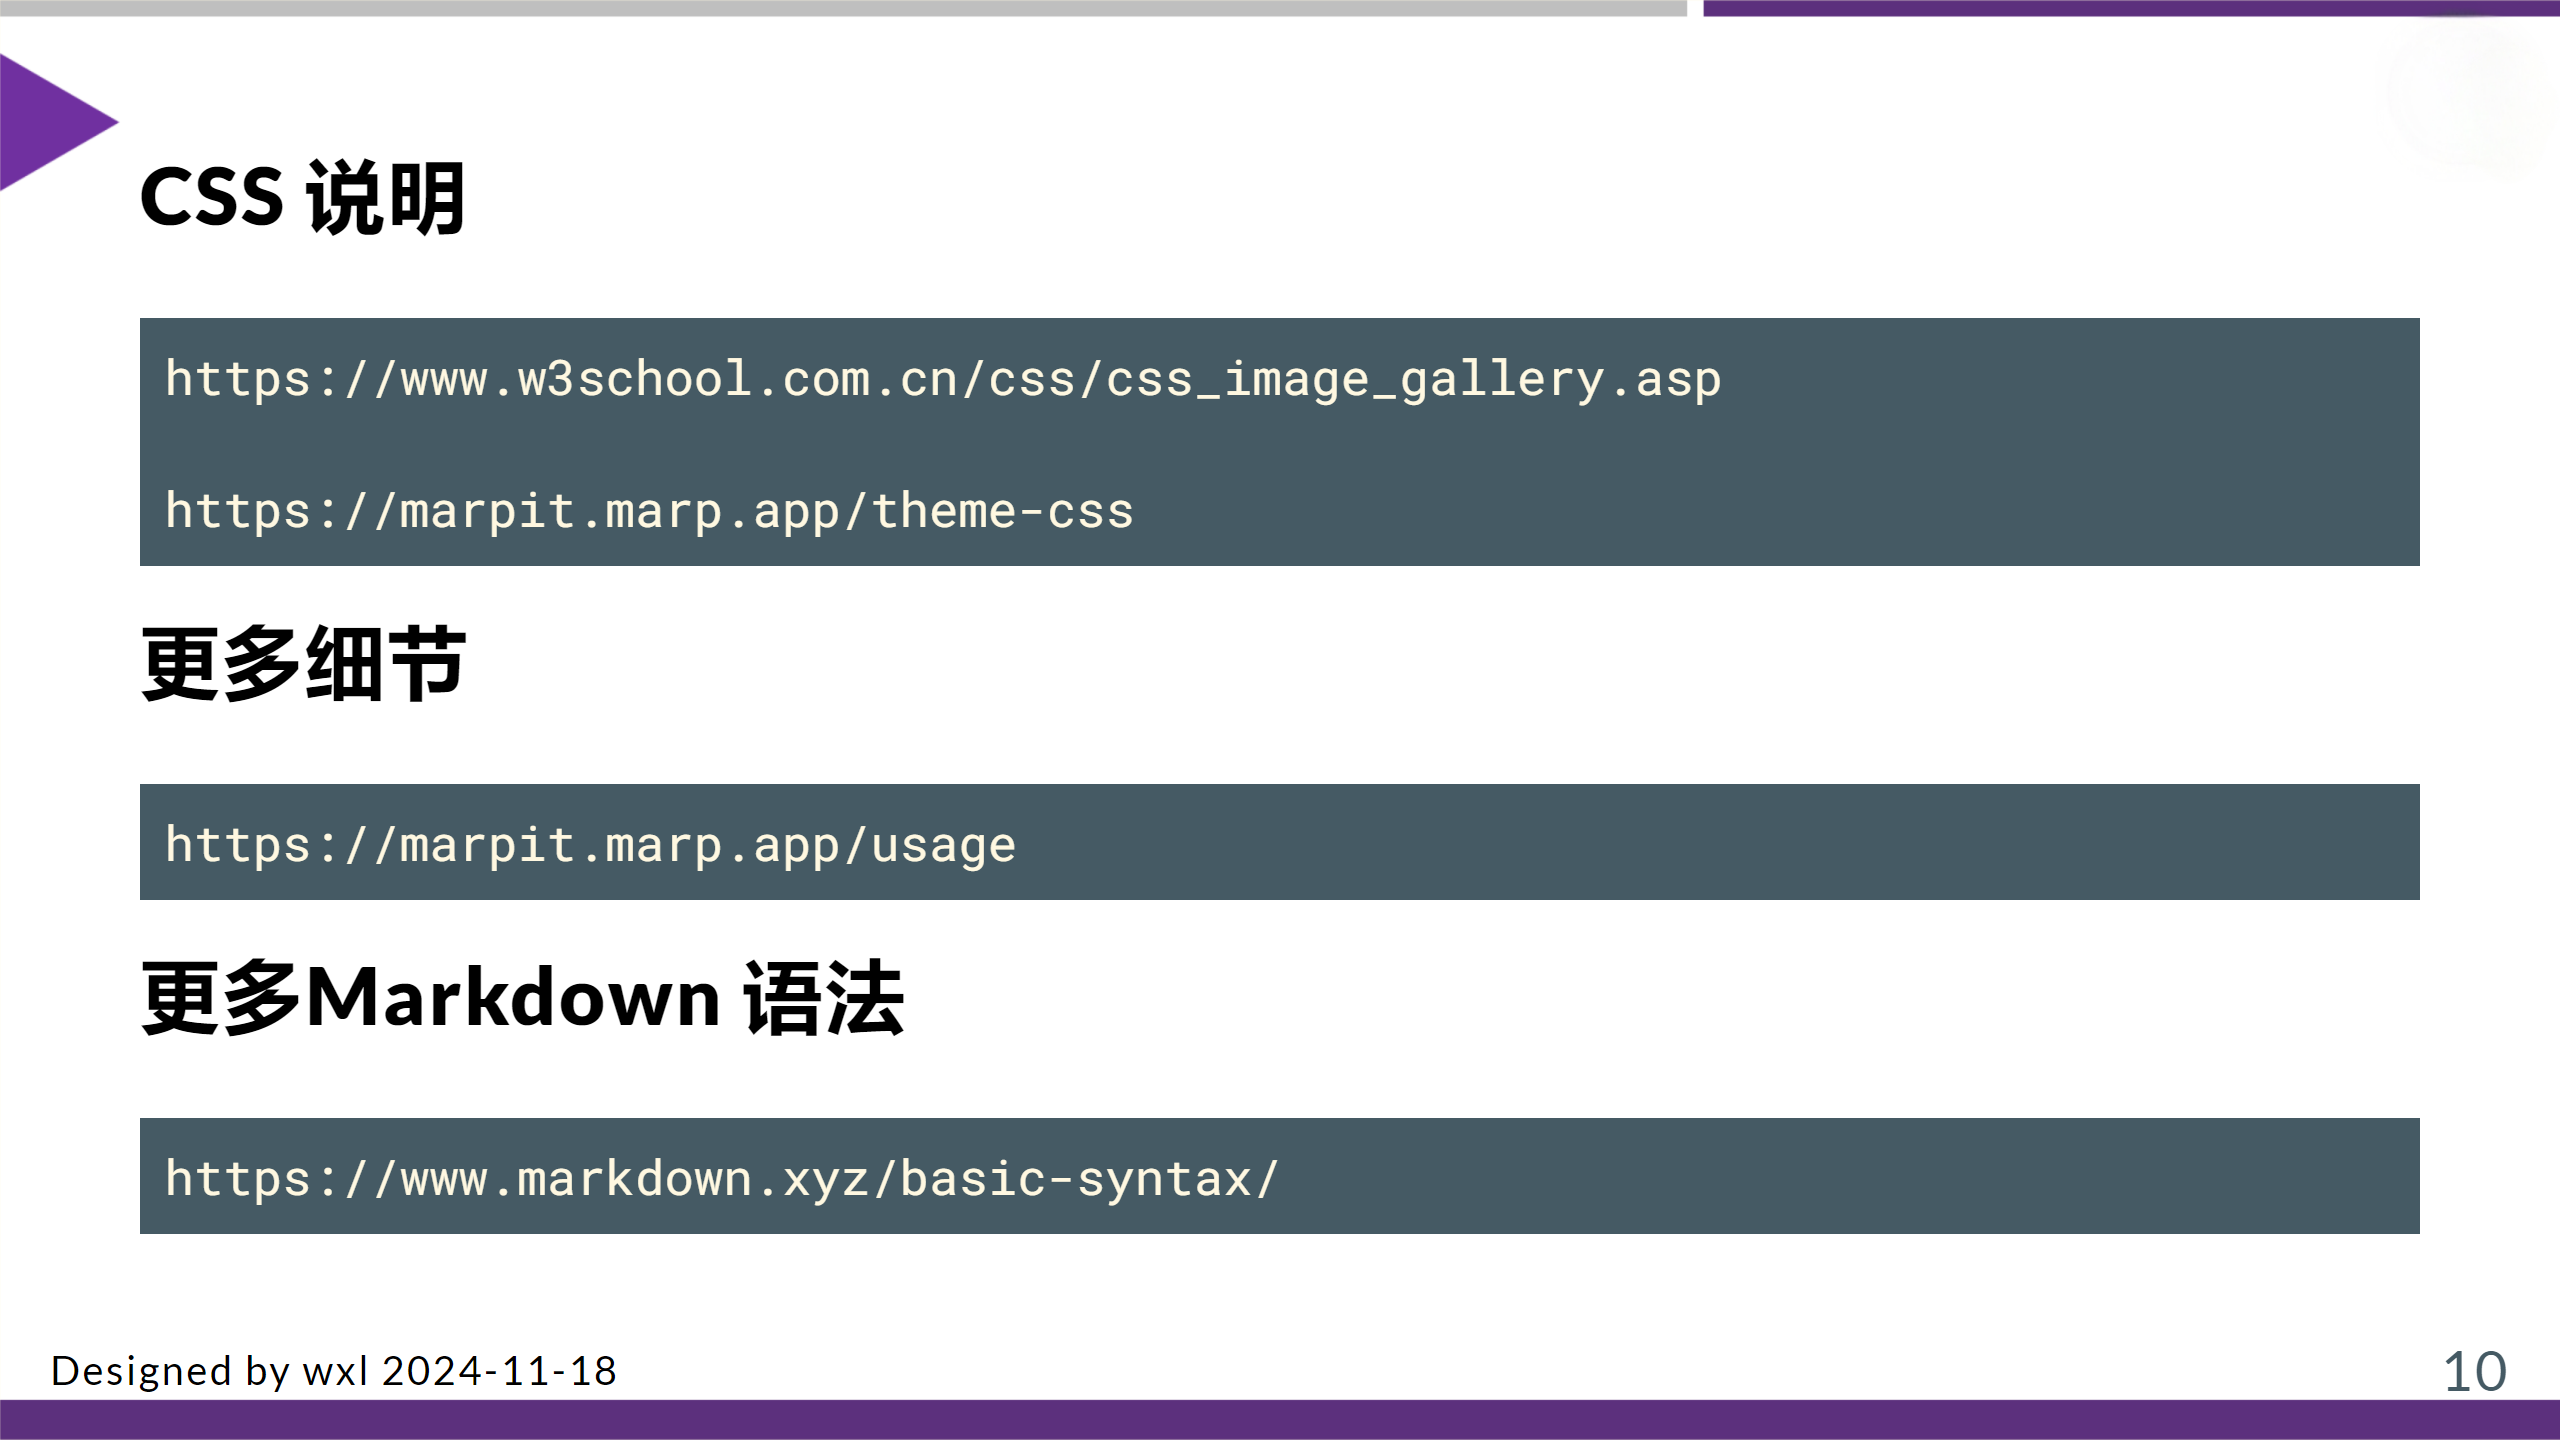 CSS 说明
https://www.w3school.com.cn/css/css_image_gallery.asp
https://marpit.marp.app/theme-css
更多细节
https://marpit.marp.app/usage
更多Markdown 语法
https://www.markdown.xyz/basic-syntax/
Designed by wxl 2024-11-18
10